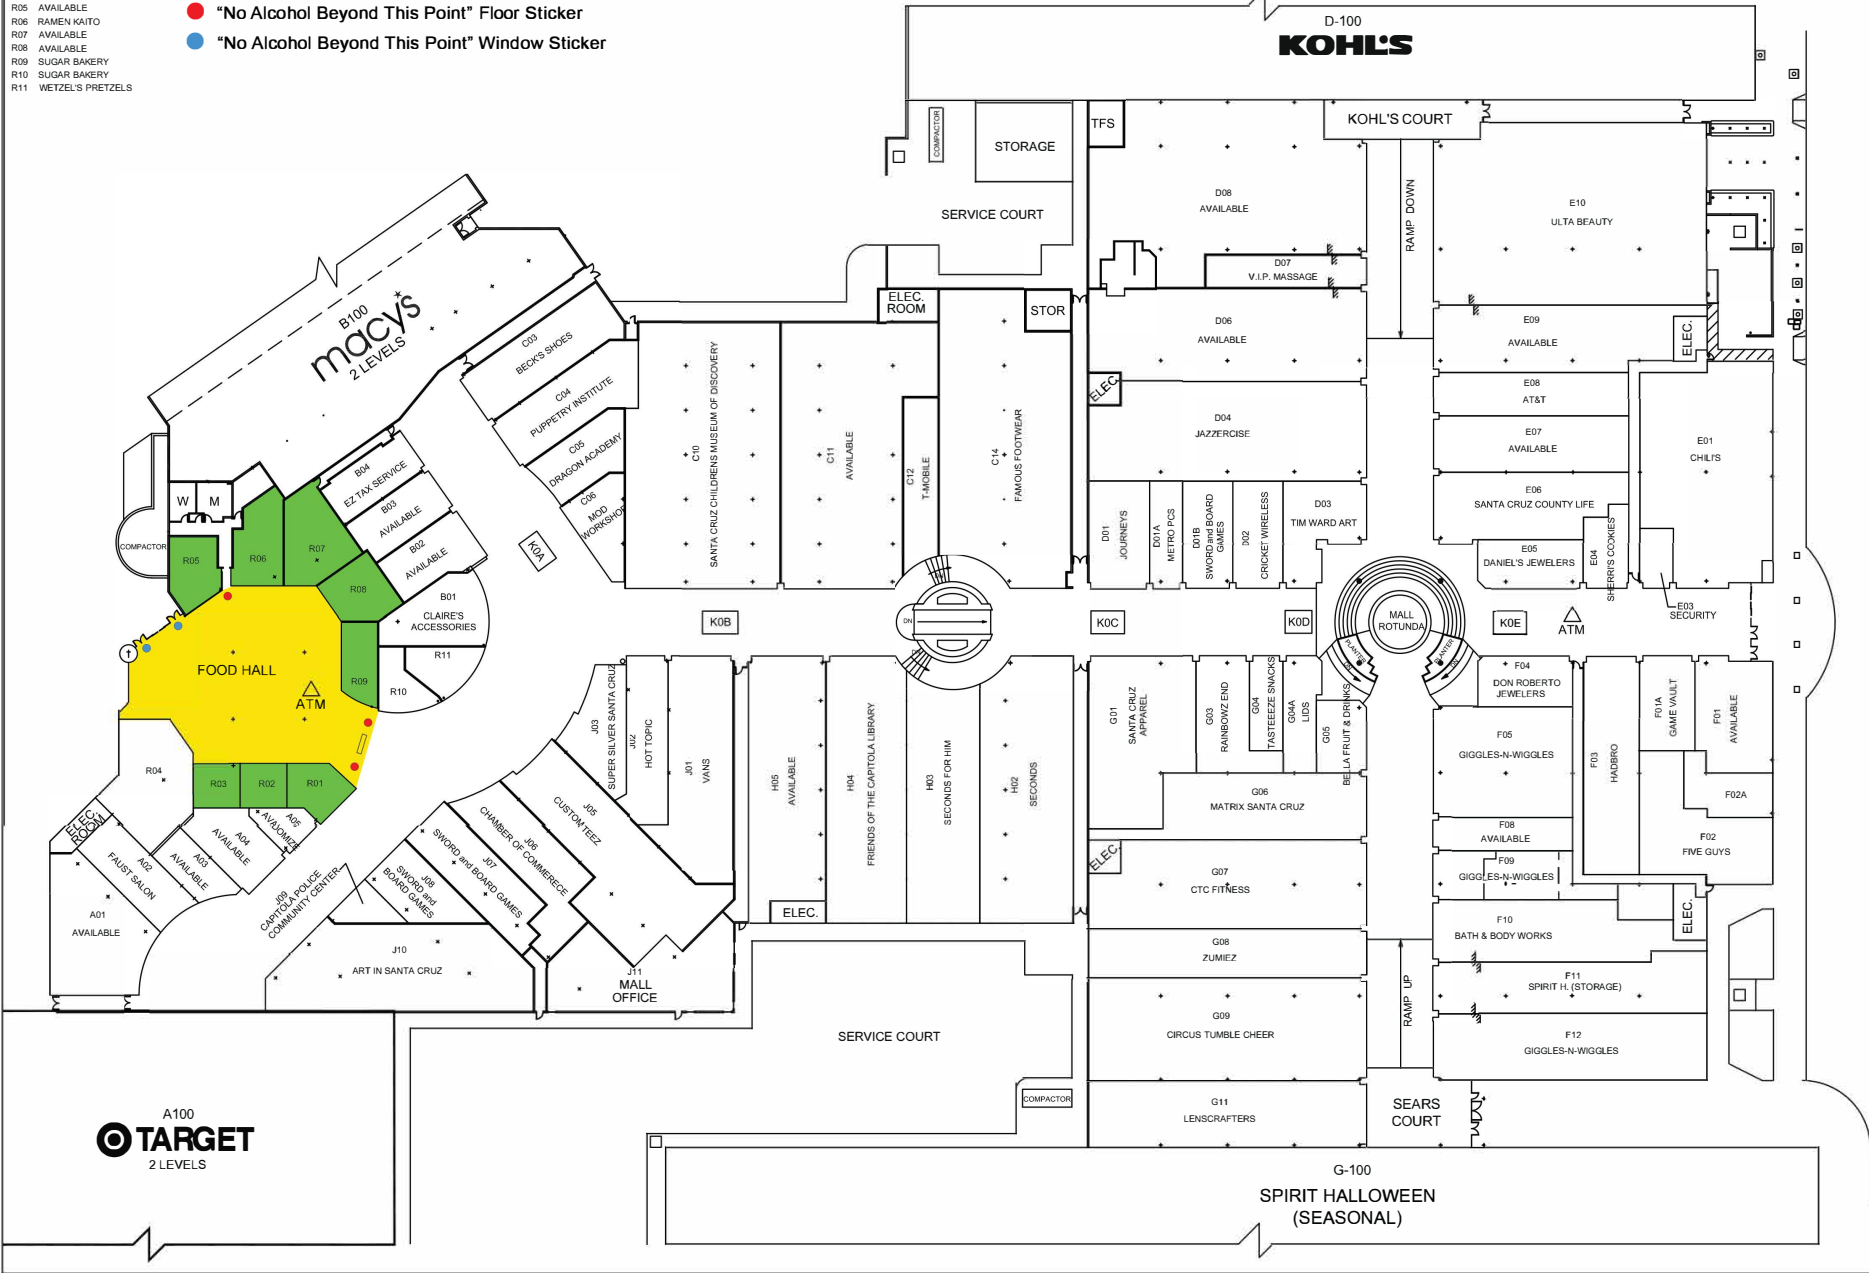 R05 AVAILABLE
R06 RAMEN KAITO
R07 AVAILABLE
R08 AVAILABLE
R09 SUGAR BAKERY
R10 SUGAR BAKERY
R11 WETZEL'S PRETZELS
"No Alcohol Beyond This Point" Floor Sticker
"No Alcohol Beyond This Point" Window Sticker
D-100
KOHL'S
COMPACTOR
STORAGE
SERVICE COURT
TFS
KOHL'S COURT
D08
AVAILABLE
RAMP DOWN
E10
ULTA BEAUTY
D07
V.I.P. MASSAGE
B100
macy's
2 LEVELS
ELEC.
ROOM
STOR
D06
AVAILABLE
E09
AVAILABLE
ELEC.
C03
BECK'S SHOES
C04
PUPPETRY INSTITUTE
C05
DRAGON ACADEMY
C06
MOD
WORKSHOP
C10
SANTA CRUZ CHILDRENS MUSEUM OF DISCOVERY
C11
AVAILABLE
C12
T-MOBILE
C14
FAMOUS FOOTWEAR
ELEC.
D04
JAZZERCISE
E08
AT&T
E07
AVAILABLE
E01
CHILI'S
E06
SANTA CRUZ COUNTY LIFE
D01
JOURNEYS
D01A
METRO PCS
D01B
SWORD and BOARD
GAMES
D02
CRICKET WIRELESS
D03
TIM WARD ART
E05
DANIEL'S JEWELERS
E04
SHERRI'S COOKIES
E03
SECURITY
B04
EZ TAX SERVICE
B03
AVAILABLE
B02
AVAILABLE
B01
CLAIRE'S
ACCESSORIES
W
M
COMPACTOR
R05
R06
R07
R08
R09
R10
R11
FOOD HALL
ATM
K0A
K0B
DN
K0C
K0D
MALL
ROTUNDA
PLANTER
DN
PLANTER
DN
K0E
ATM
R04
R03
R02
R01
ELEC.
ROOM
A01
AVAILABLE
A02
FAUST SALON
A03
AVAILABLE
A04
AVAILABLE
A05
AVAJOMIZE
J09
CAPITOLA POLICE
COMMUNITY CENTER
J10
ART IN SANTA CRUZ
J08
SWORD and
BOARD GAMES
J07
SWORD and BOARD GAMES
J06
CHAMBER OF COMMERECE
J05
CUSTOM TEEZ
J03
SUPER SILVER SANTA CRUZ
J02
HOT TOPIC
J01
VANS
J11
MALL
OFFICE
H05
AVAILABLE
ELEC.
H04
FRIENDS OF THE CAPITOLA LIBRARY
H03
SECONDS FOR HIM
H02
SECONDS
G01
SANTA CRUZ
APPAREL
G03
RAINBOWZ END
G04
TASTEEEZE SNACKS
G04A
LIDS
G05
BELLA FRUIT & DRINKS
F04
DON ROBERTO
JEWELERS
F05
GIGGLES-N-WIGGLES
F03
HADBRO
F01A
GAME VAULT
F01
AVAILABLE
F02A
F02
FIVE GUYS
G06
MATRIX SANTA CRUZ
F08
AVAILABLE
F09
GIGGLES-N-WIGGLES
ELEC.
G07
CTC FITNESS
F10
BATH & BODY WORKS
ELEC.
G08
ZUMIEZ
RAMP UP
F11
SPIRIT H. (STORAGE)
G09
CIRCUS TUMBLE CHEER
F12
GIGGLES-N-WIGGLES
SERVICE COURT
COMPACTOR
G11
LENSCRAFTERS
SEARS
COURT
A100
TARGET
2 LEVELS
G-100
SPIRIT HALLOWEEN
(SEASONAL)